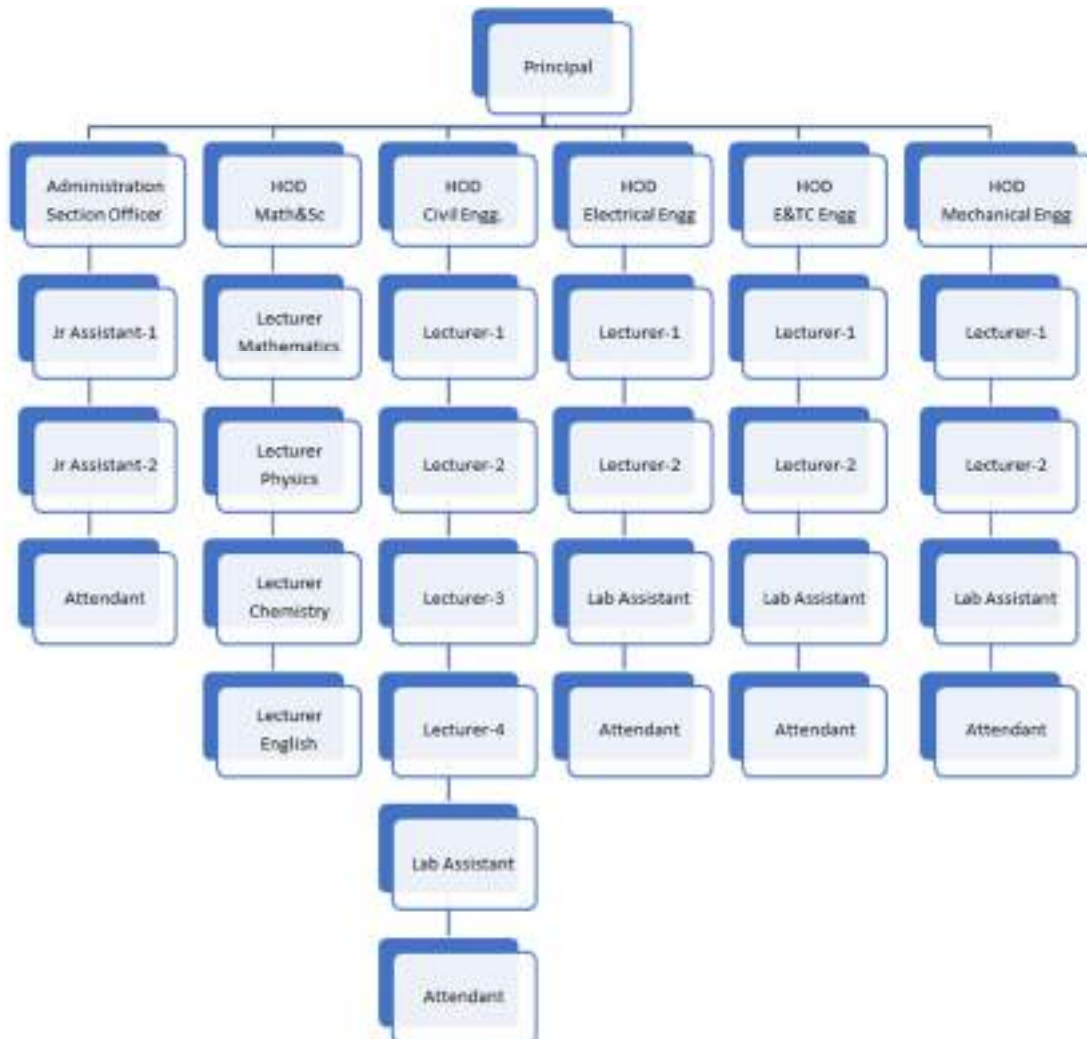 Principal
Administration
Section Officer
HOD
Math&Sc
HOD
Civil Engg.
HOD
Electrical Engg
HOD
E&TC Engg
HOD
Mechanical Engg
Jr Assistant-1
Lecturer
Mathematics
Lecturer-1
Lecturer-1
Lecturer-1
Lecturer-1
Jr Assistant-2
Lecturer
Physics
Lecturer-2
Lecturer-2
Lecturer-2
Lecturer-2
Attendant
Lecturer
Chemistry
Lecturer-3
Lab Assistant
Lab Assistant
Lab Assistant
Lecturer
English
Lecturer-4
Attendant
Attendant
Attendant
Lab Assistant
Attendant